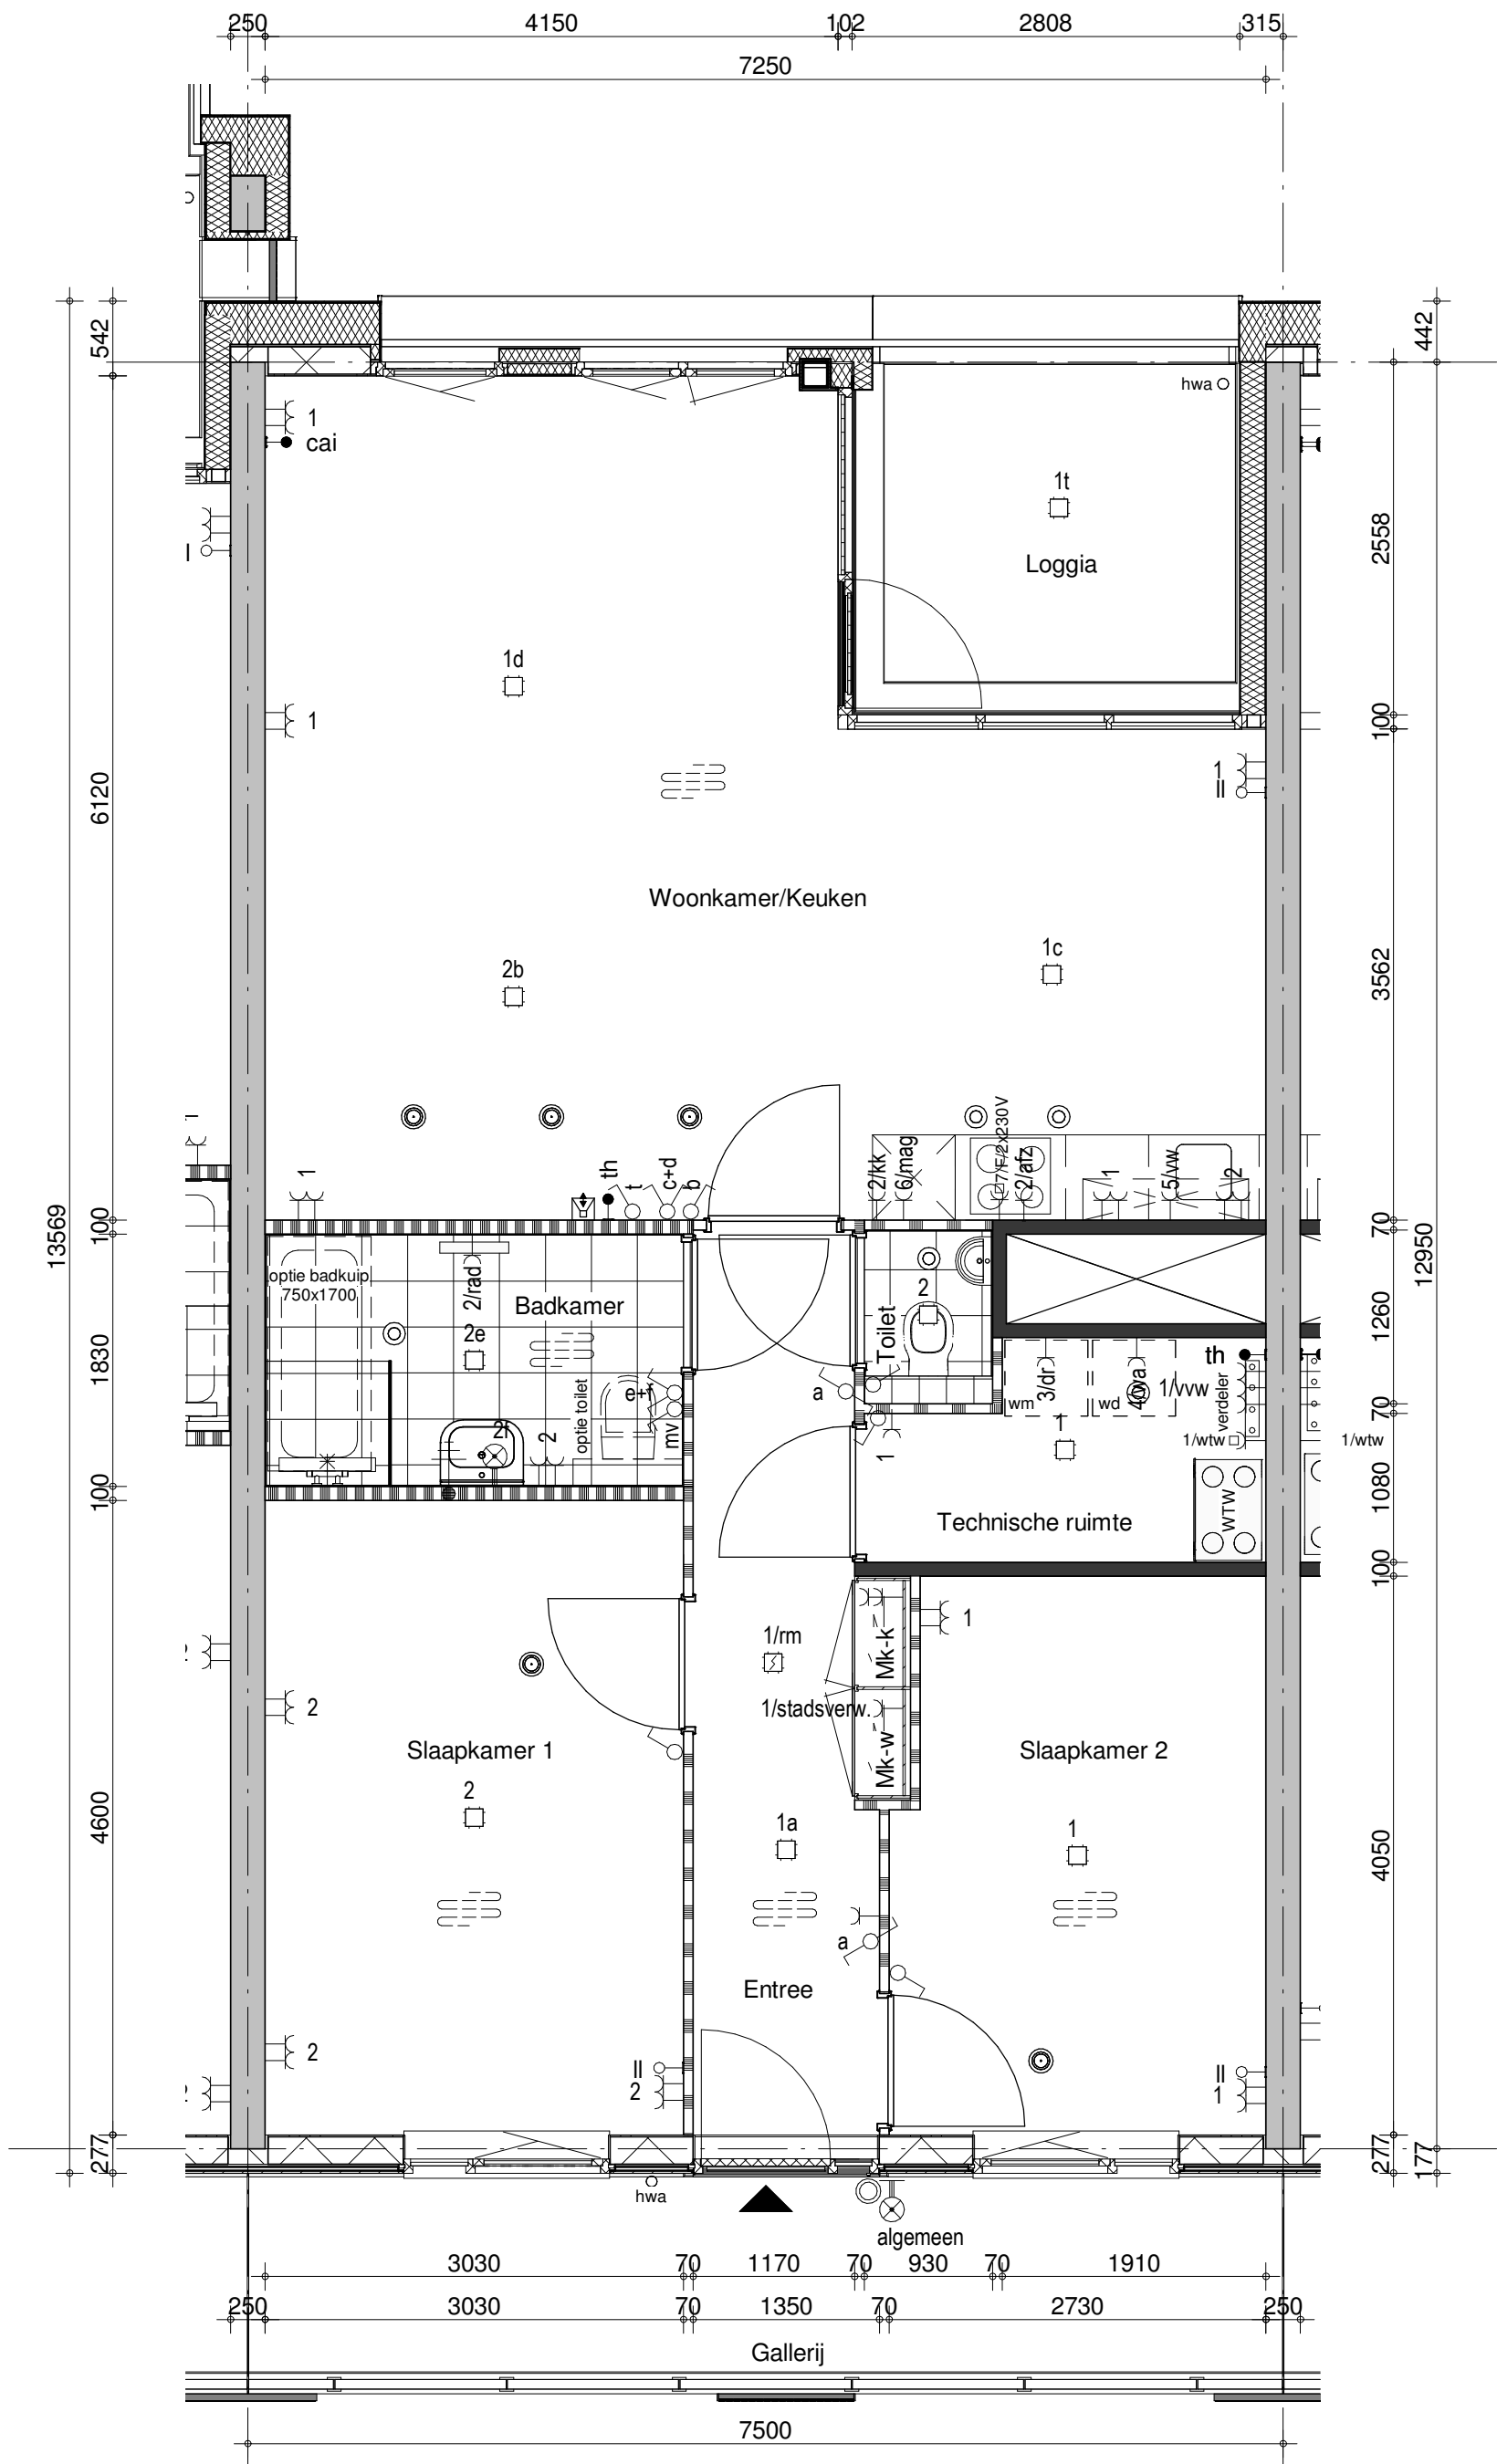 250 4150 102 2808 315
7250
542
442
hwa
1
cai
1t
Loggia
2558
1d
1
100
1
II
6120
Woonkamer/Keuken
1c
2b
3562
7/F/2x230V
2/kk
6/mag
2/afz
1
5/vw
2
1
th
t
c+d
b
13569
100
70
12950
optie badkuip
750x1700
2/rad
Badkamer
2e
2
Toilet
1260
1830
th
3/dr
4/wa
1/vvw
verdeler
wm
wd
e+f
a
optie toilet
mv
2f
2
1
1
1/wtw
1/wtw
70
100
1080
Technische ruimte
WTW
100
1/rm
Mk-k
1
1/stadsverw.
Mk-w
2
Slaapkamer 1
Slaapkamer 2
2
1a
1
4600
4050
a
Entree
2
II
2
II
1
277
277
177
hwa
algemeen
3030 70 1170 70 930 70 1910
250 3030 70 1350 70 2730 250
Gallerij
7500